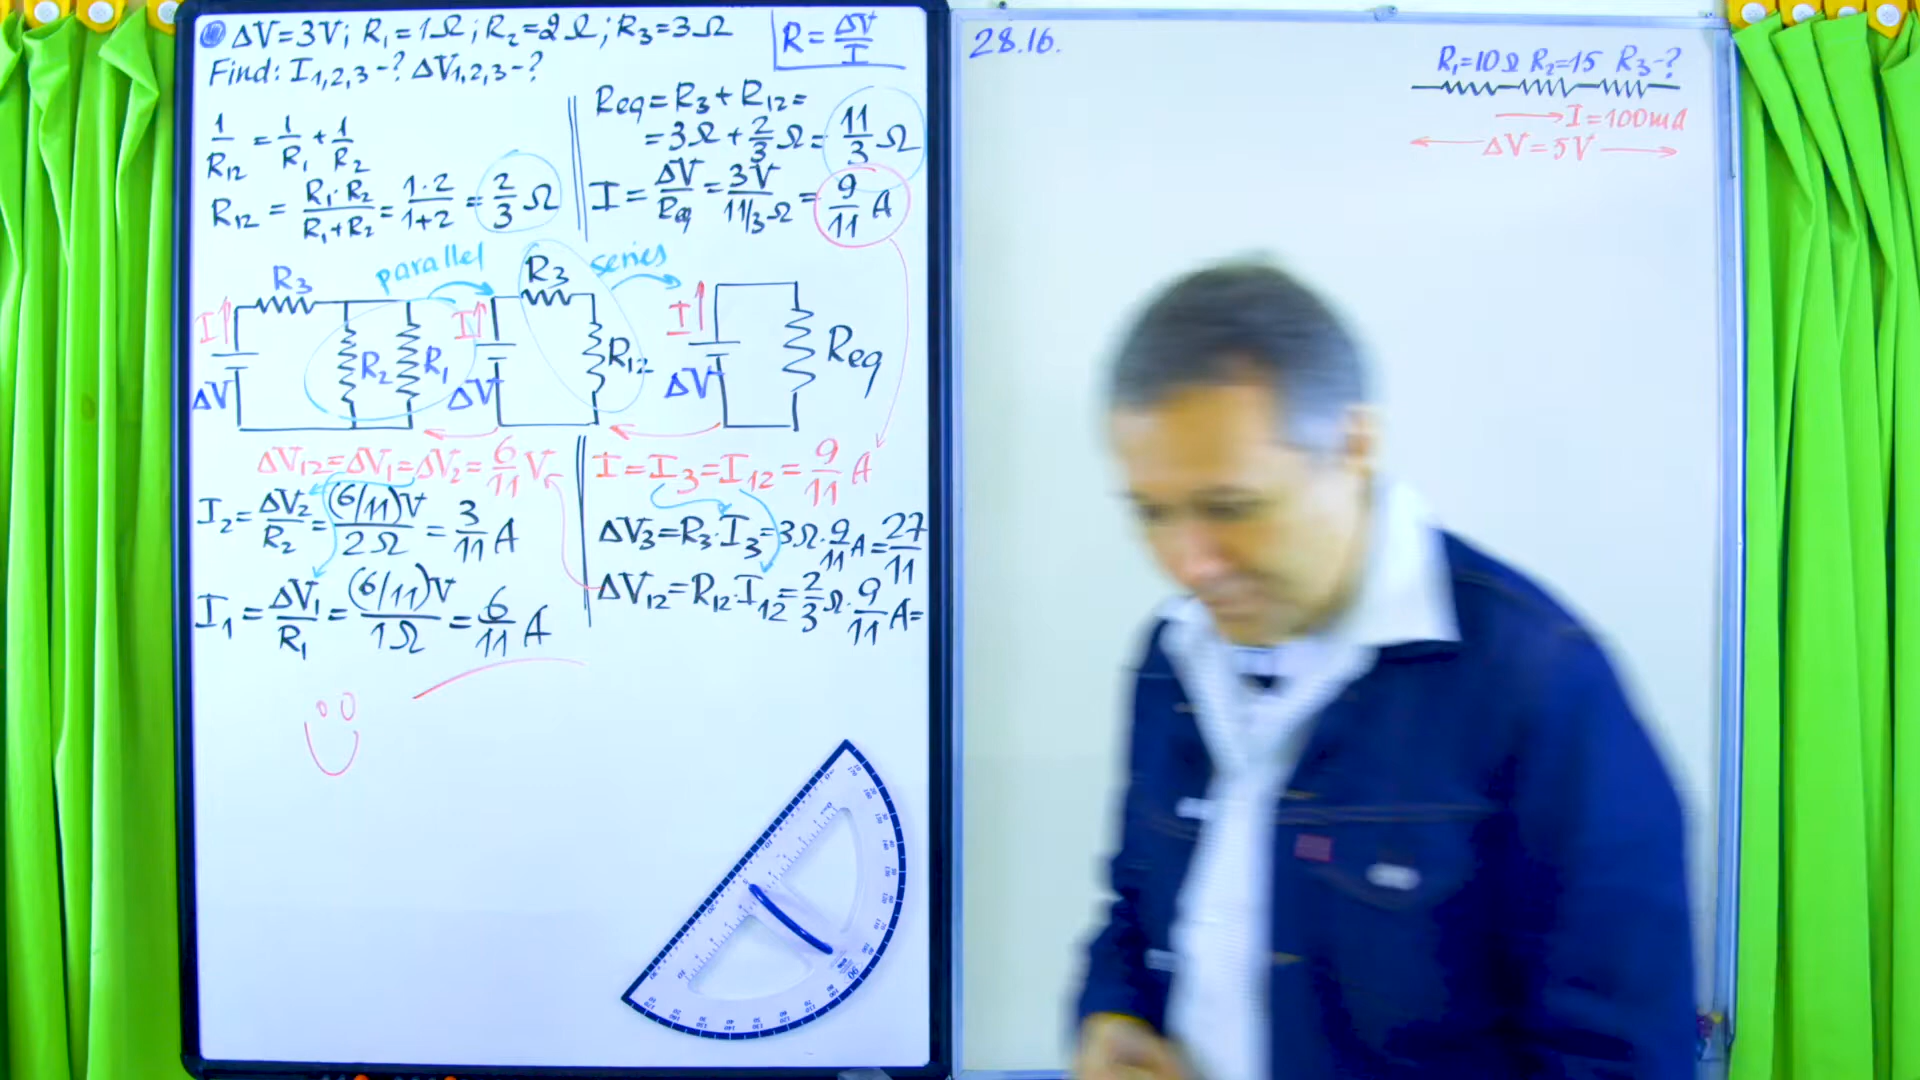 ΔV=3V; R₁=1Ω; R₂=2Ω; R₃=3Ω
Find: I₁,₂,₃-? ΔV₁,₂,₃-?
R=ΔV/I
1/R₁₂ = 1/R₁ + 1/R₂
R₁₂ = R₁·R₂/R₁+R₂ = 1·2/1+2 = 2/3 Ω
Req=R₃+R₁₂=
=3Ω+2/3Ω=11/3 Ω
I=ΔV/Req=3V/11/3Ω=9/11 A
parallel
series
R₃
I
ΔV
R₂
R₁
R₃
I
ΔV
R₁₂
I
ΔV
Req
ΔV₁₂=ΔV₁=ΔV₂=6/11 V
I₂=ΔV₂/R₂=(6/11)V/2Ω=3/11 A
I₁=ΔV₁/R₁=(6/11)V/1Ω=6/11 A
I=I₃=I₁₂=9/11 A
ΔV₃=R₃·I₃=3Ω·9/11A=27/11
ΔV₁₂=R₁₂·I₁₂=2/3Ω·9/11A=
28.16.
R₁=10Ω R₂=15 R₃-?
I=100mA
ΔV=5V